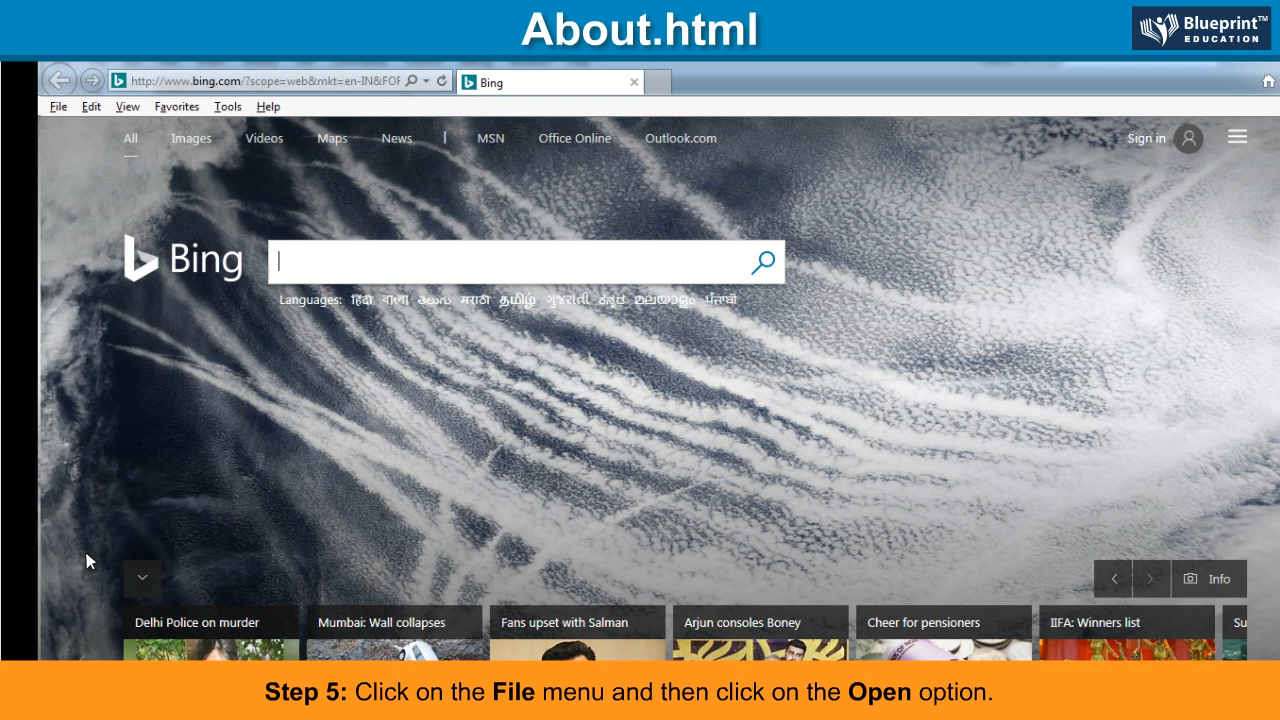 About.html
Blueprint™
EDUCATION
http://www.bing.com/?scope=web&mkt=en-IN&FOF
Bing
File Edit View Favorites Tools Help
All Images Videos Maps News | MSN Office Online Outlook.com Sign in
Bing
Languages: हिंदी বাংলা తెలుగు मराठी தமிழ் ગુજરાતી ಕನ್ನಡ മലയാളം ਪੰਜਾਬੀ
Info
Delhi Police on murder Mumbai: Wall collapses Fans upset with Salman Arjun consoles Boney Cheer for pensioners IIFA: Winners list Su
Step 5: Click on the File menu and then click on the Open option.